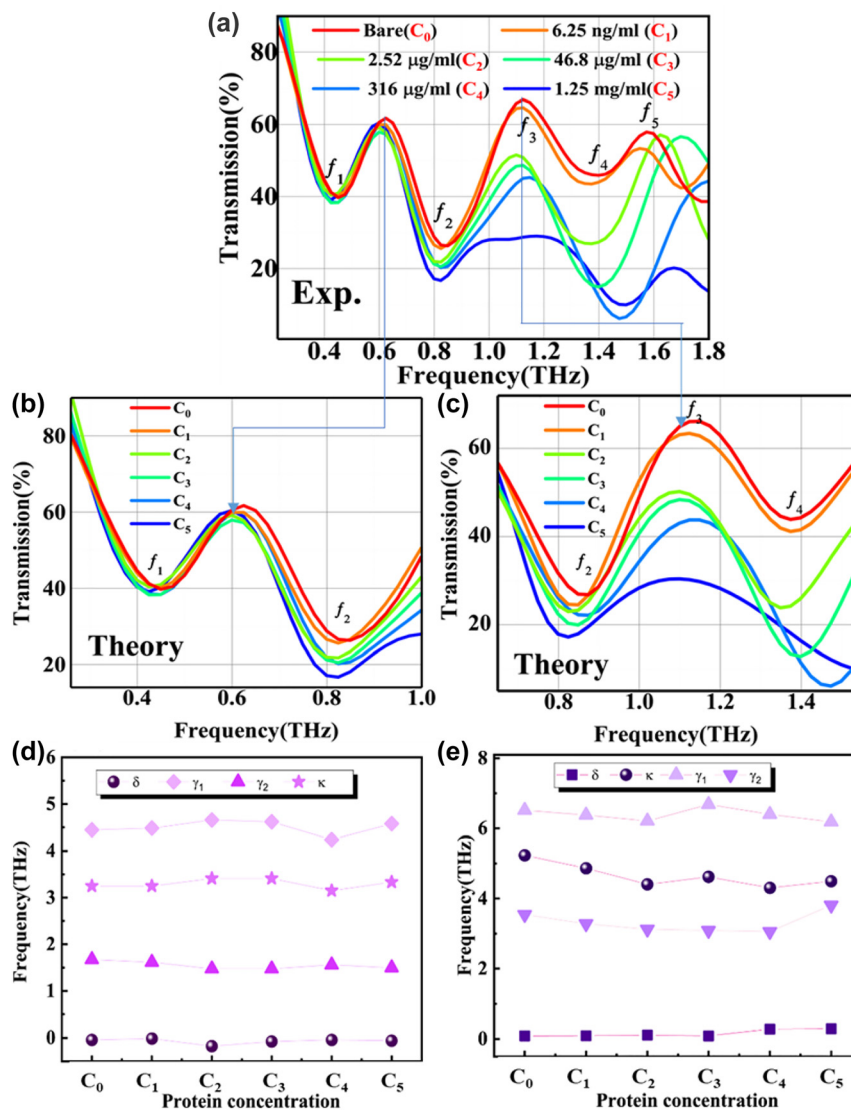 (a)
Bare(C₀)
6.25 ng/ml (C₁)
2.52 μg/ml(C₂)
46.8 μg/ml (C₃)
316 μg/ml (C₄)
1.25 mg/ml (C₅)
Transmission(%)
80
60
40
20
f₁
f₂
f₃
f₄
f₅
Exp.
0.4 0.6 0.8 1.0 1.2 1.4 1.6 1.8
Frequency(THz)
(b)
C₀
C₁
C₂
C₃
C₄
C₅
Transmission(%)
80
60
40
20
f₁
f₂
Theory
0.4 0.6 0.8 1.0
Frequency(THz)
(c)
C₀
C₁
C₂
C₃
C₄
C₅
Transmission(%)
60
40
20
f₂
f₃
f₄
Theory
0.8 1.0 1.2 1.4
Frequency(THz)
(d)
δ γ₁ γ₂ κ
Frequency(THz)
6
5
4
3
2
1
0
C₀ C₁ C₂ C₃ C₄ C₅
Protein concentration
(e)
δ κ γ₁ γ₂
Frequency(THz)
8
6
4
2
0
C₀ C₁ C₂ C₃ C₄ C₅
Protein concentration